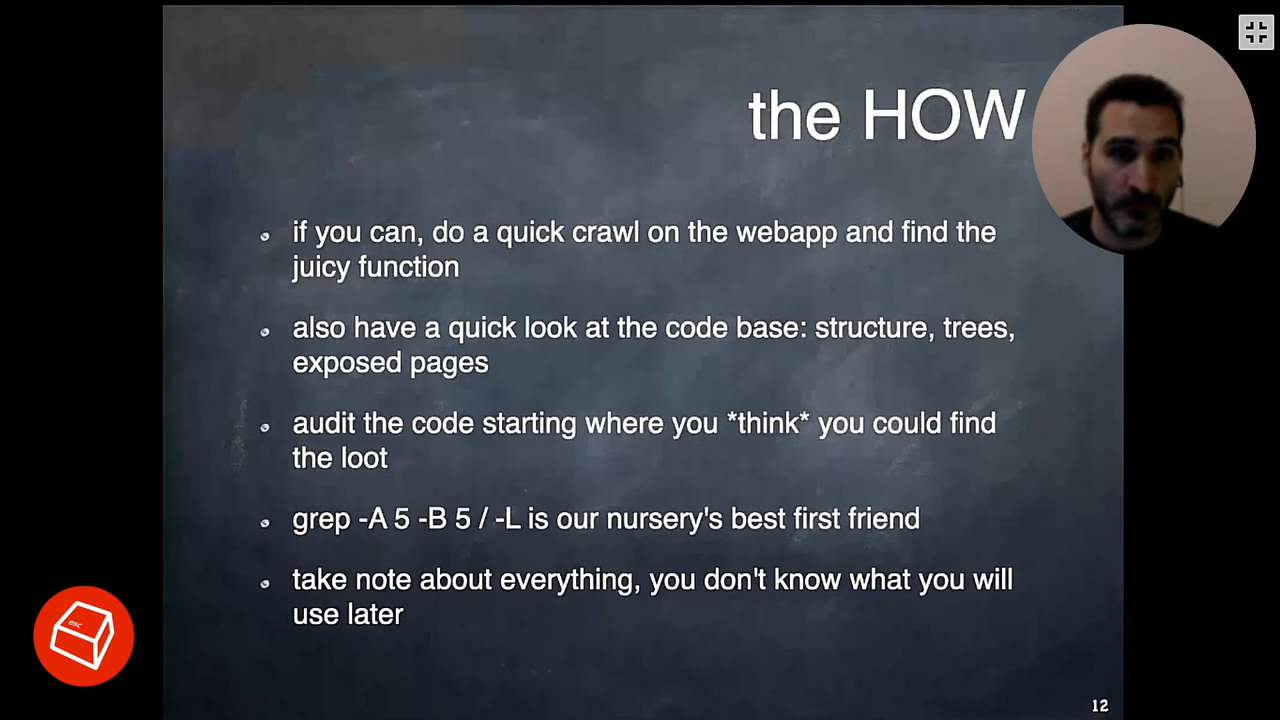 the HOW
if you can, do a quick crawl on the webapp and find the
juicy function
also have a quick look at the code base: structure, trees,
exposed pages
audit the code starting where you *think* you could find
the loot
grep -A 5 -B 5 / -L is our nursery's best first friend
take note about everything, you don't know what you will
use later
esc
12